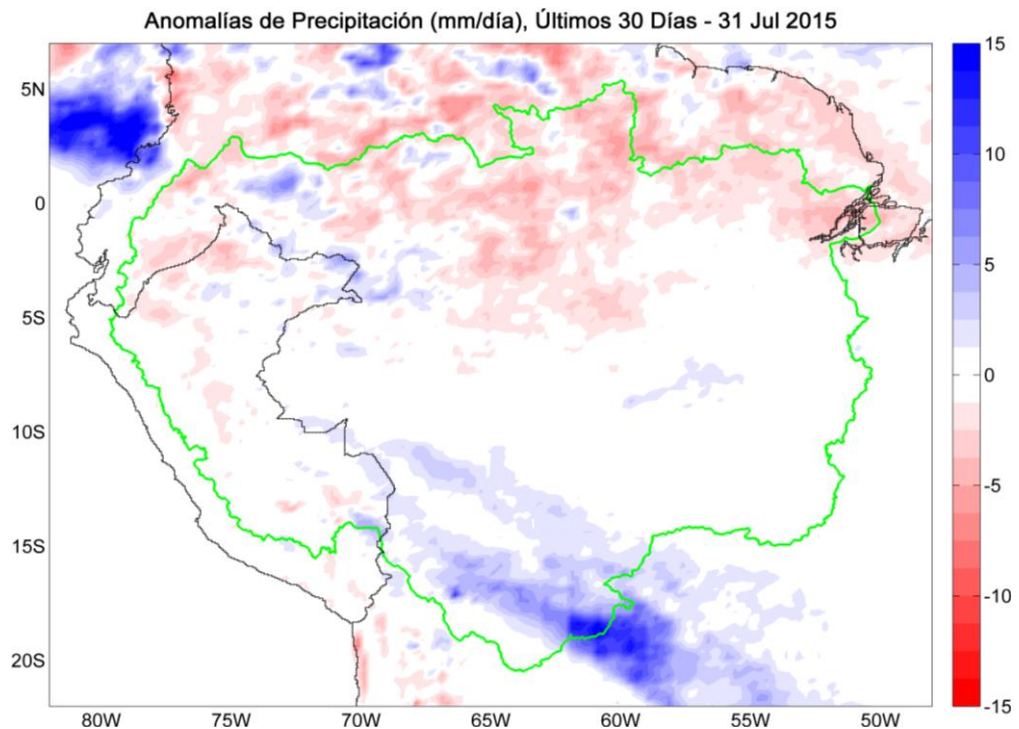 Anomalías de Precipitación (mm/día), Últimos 30 Días - 31 Jul 2015
5N
0
5S
10S
15S
20S
80W 75W 70W 65W 60W 55W 50W
15
10
5
0
-5
-10
-15